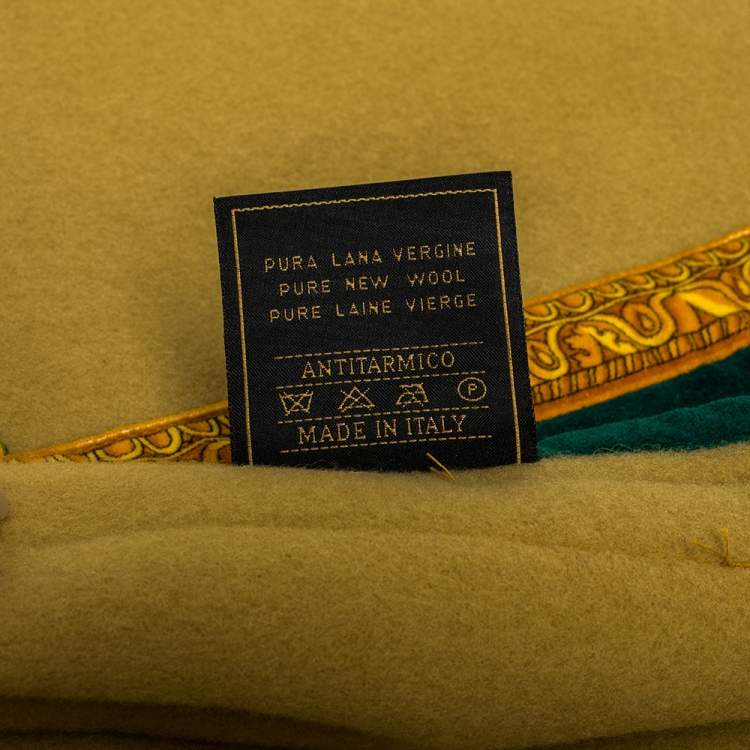 PURA LANA VERGINE
PURE NEW WOOL
PURE LAINE VIERGE
ANTITARMICO
P
MADE IN ITALY